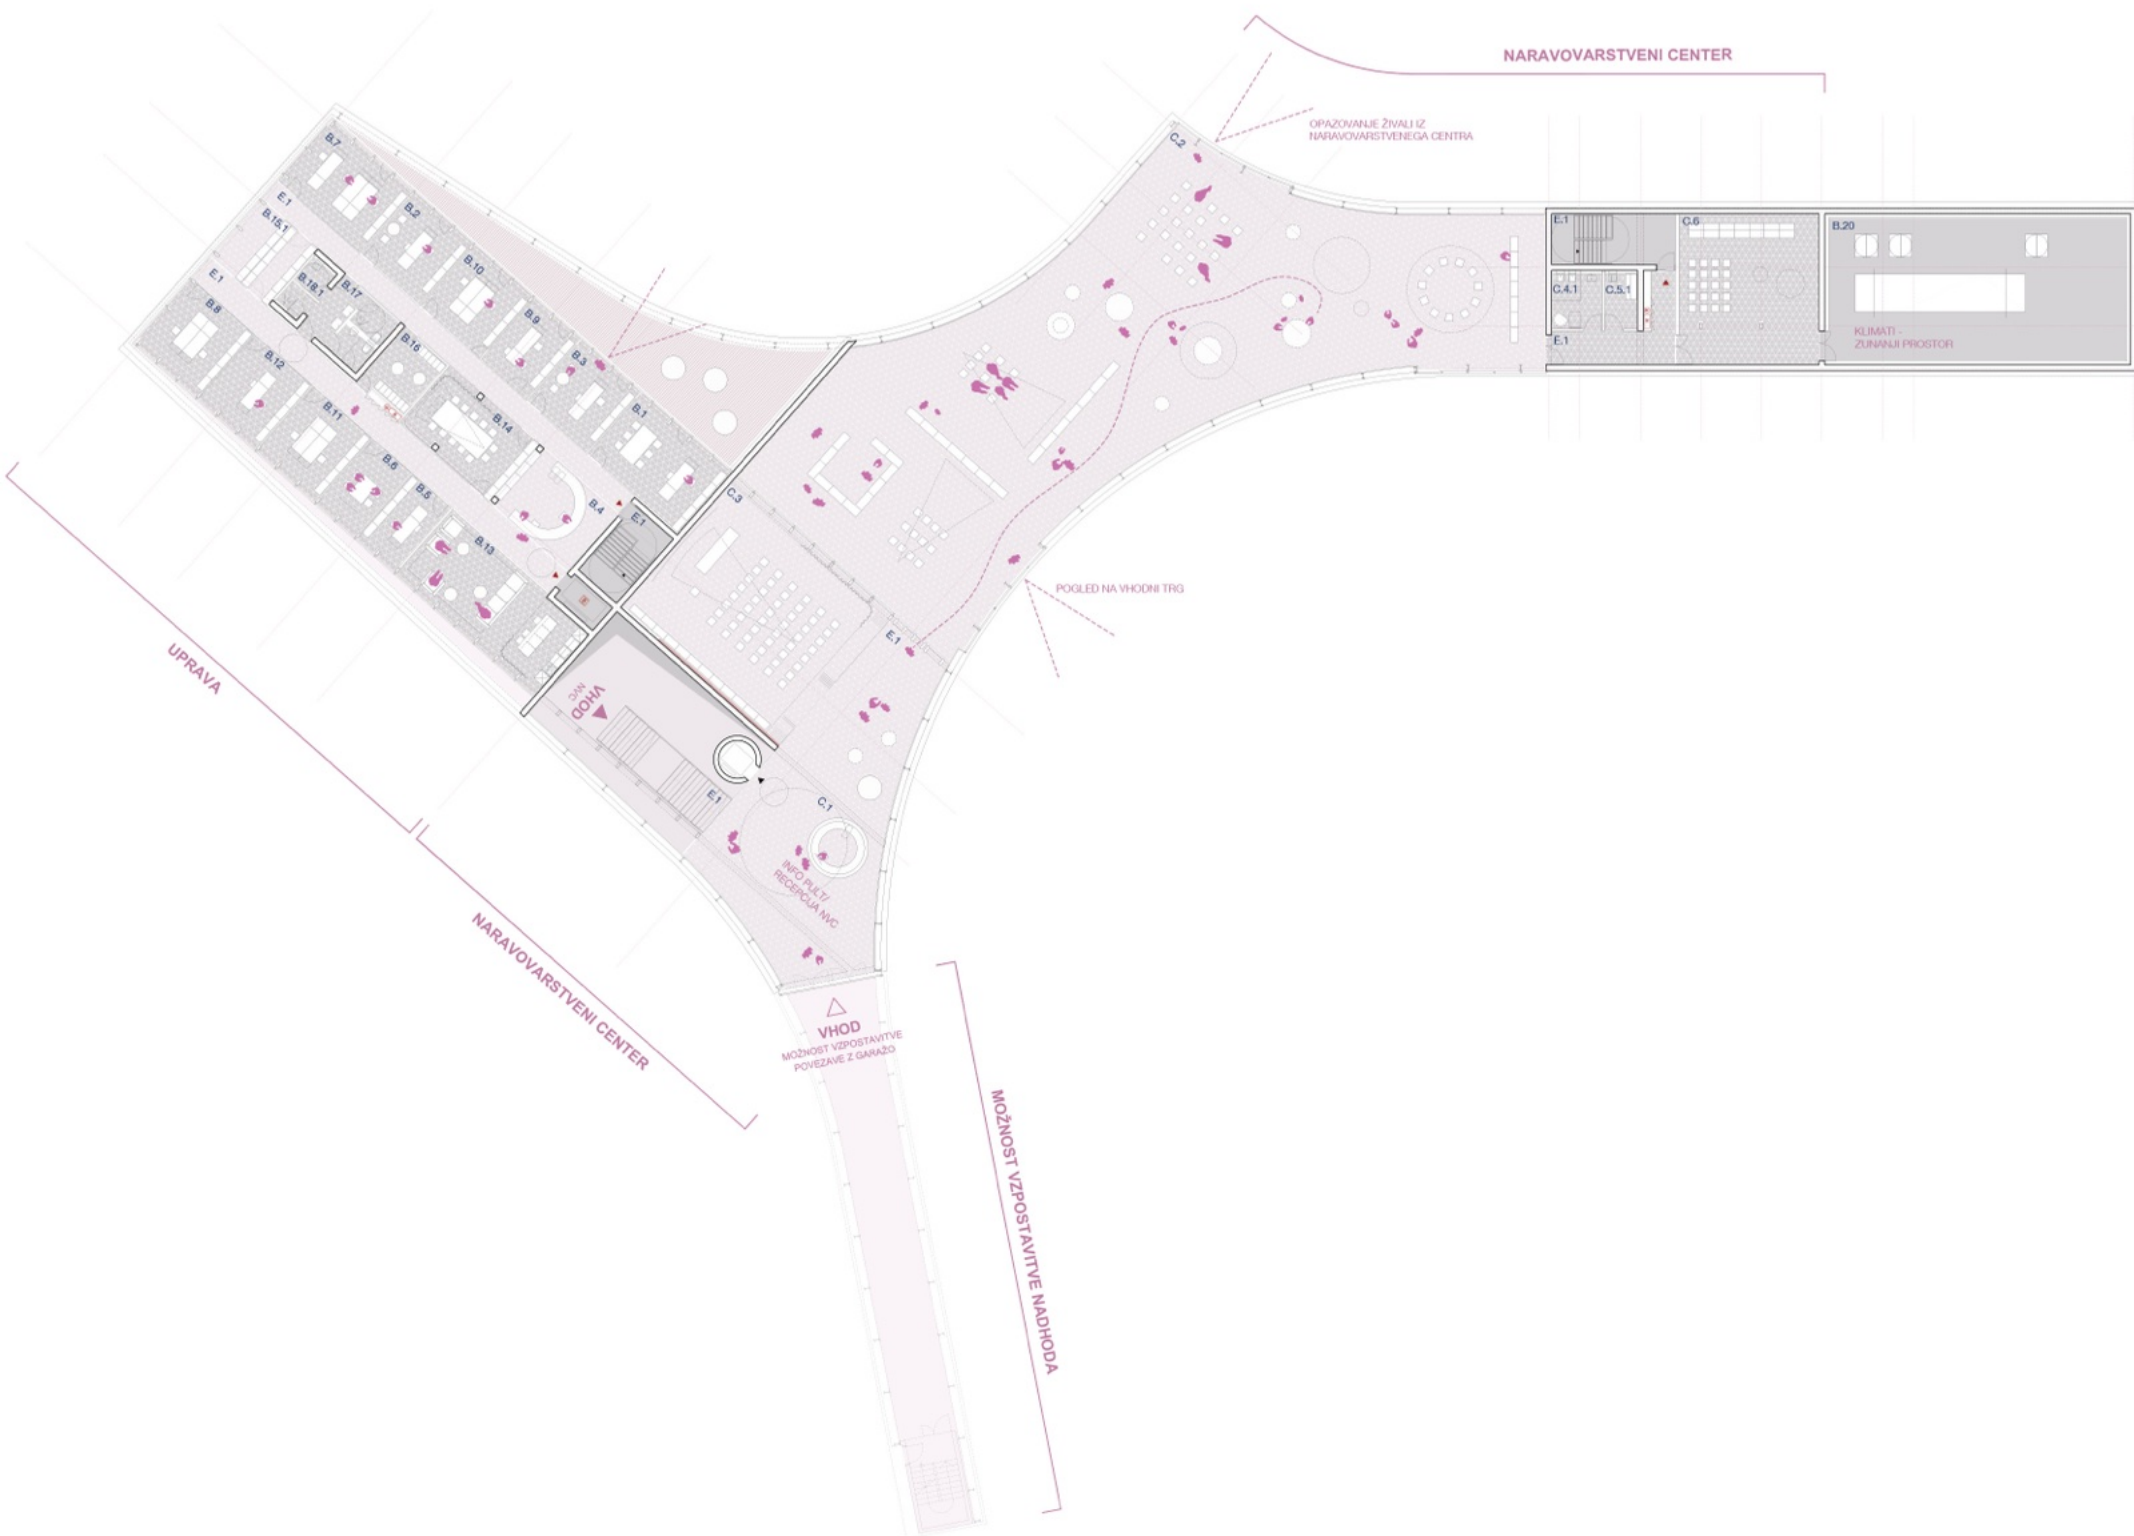 NARAVOVARSTVENI CENTER
OPAZOVANJE ŽIVALI IZ
NARAVOVARSTVENEGA CENTRA
B.7
E.1
B.15.1
E.1
B.8
B.2
B.10
B.9
B.3
B.1
B.18.1
B.17
B.16
B.14
B.4
E.1
B.12
B.11
B.6
B.5
B.13
C.2
C.3
E.1
E.1
C.4.1
C.5.1
E.1
C.6
B.20
KLIMATI -
ZUNANJI PROSTOR
POGLED NA VHODNI TRG
UPRAVA
VHOD
NVC
E.1
C.1
INFO PULT/
RECEPCIJA NVC
NARAVOVARSTVENI CENTER
VHOD
MOŽNOST VZPOSTAVITVE
POVEZAVE Z GARAŽO
MOŽNOST VZPOSTAVITVE NADHODA